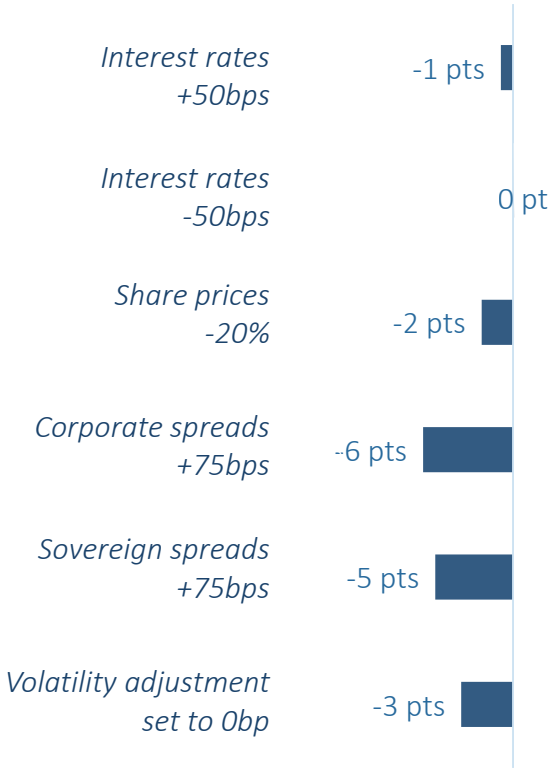 Interest rates
+50bps
-1 pts
Interest rates
-50bps
0 pt
Share prices
-20%
-2 pts
Corporate spreads
+75bps
-6 pts
Sovereign spreads
+75bps
-5 pts
Volatility adjustment
set to 0bp
-3 pts